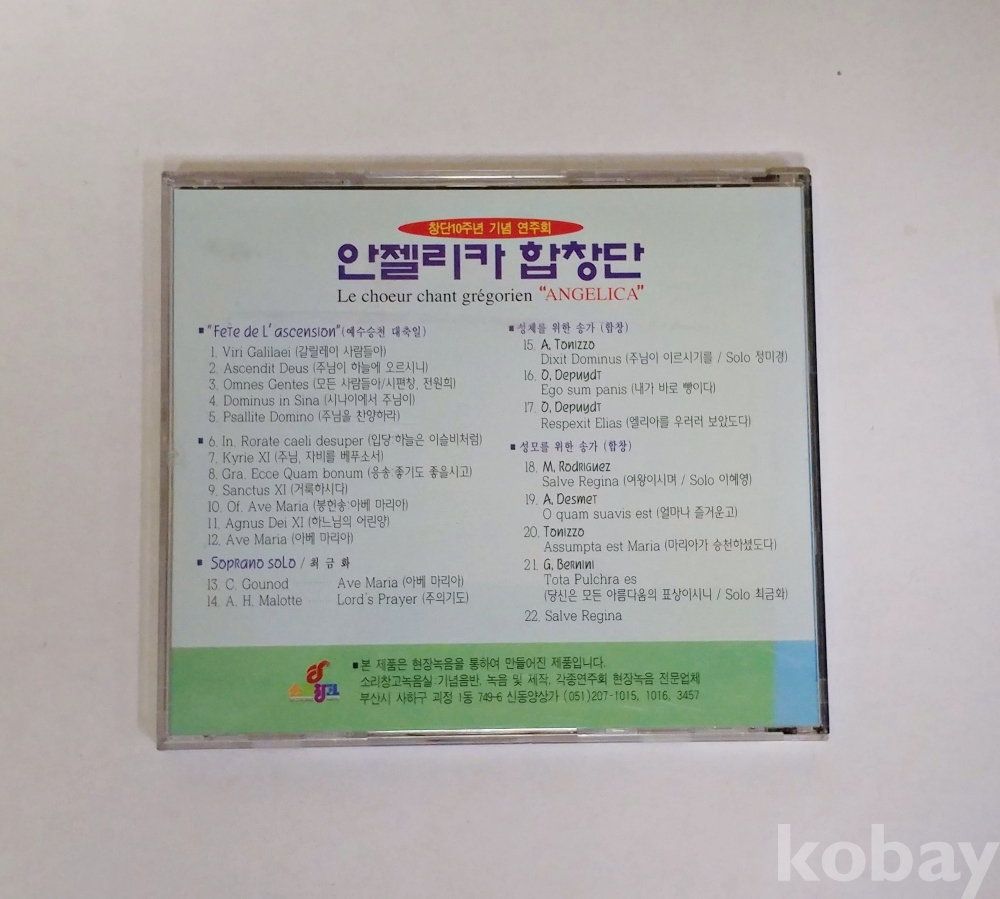 창단10주년 기념 연주회
안젤리카 합창단
Le choeur chant grégorien "ANGELICA"
■ "Fete de L'ascension"(예수승천 대축일)
1. Viri Galilaei (갈릴레이 사람들아)
2. Ascendit Deus (주님이 하늘에 오르시니)
3. Omnes Gentes (모든 사람들아/시편창, 전원희)
4. Dominus in Sina (시나이에서 주님이)
5. Psallite Domino (주님을 찬양하라)
■ 6. In. Rorate caeli desuper (입당:하늘은 이슬비처럼)
7. Kyrie XI (주님, 자비를 베푸소서)
8. Gra. Ecce Quam bonum (응송:좋기도 좋을시고)
9. Sanctus XI (거룩하시다)
10. Of. Ave Maria (봉헌송:아베 마리아)
11. Agnus Dei XI (하느님의 어린양)
12. Ave Maria (아베 마리아)
■ Soprano solo / 최 금 화
13. C. Gounod Ave Maria (아베 마리아)
14. A. H. Malotte Lord's Prayer (주의기도)
■ 성체를 위한 송가 (합창)
15. A. Tonizzo
Dixit Dominus (주님이 이르시기를 / Solo 정미경)
16. O. Depuydt
Ego sum panis (내가 바로 빵이다)
17. O. Depuydt
Respexit Elias (엘리아를 우러러 보았도다)
■ 성모를 위한 송가 (합창)
18. M. Rodriguez
Salve Regina (여왕이시며 / Solo 이혜영)
19. A. Desmet
O quam suavis est (얼마나 즐거운고)
20. Tonizzo
Assumpta est Maria (마리아가 승천하셨도다)
21. G. Bernini
Tota Pulchra es
(당신은 모든 아름다움의 표상이시니 / Solo 최금화)
22. Salve Regina
■ 본 제품은 현장녹음을 통하여 만들어진 제품입니다.
소리창고녹음실:기념음반, 녹음 및 제작, 각종연주회 현장녹음 전문업체
부산시 사하구 괴정 1동 749-6 신동양상가 (051)207-1015, 1016, 3457
kobay